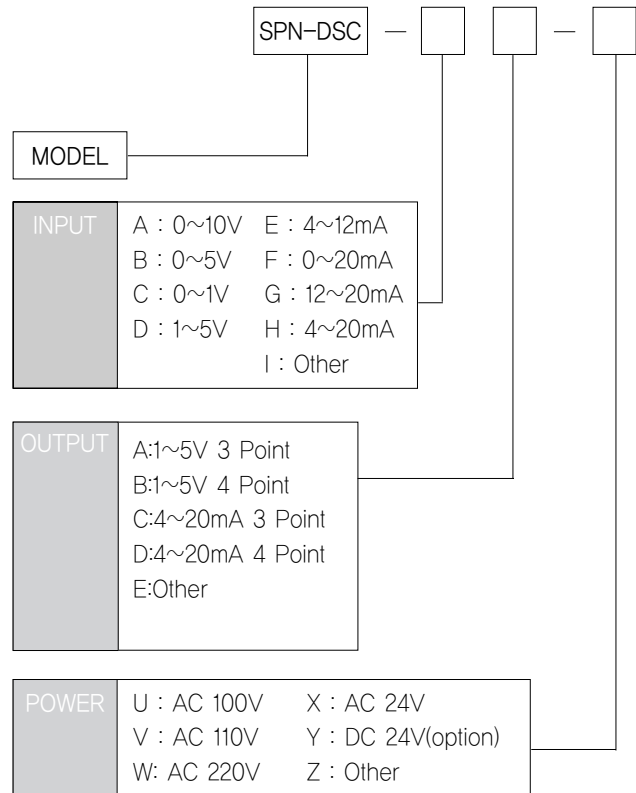 SPN-DSC - -
MODEL
INPUT
A : 0~10V E : 4~12mA
B : 0~5V F : 0~20mA
C : 0~1V G : 12~20mA
D : 1~5V H : 4~20mA
I : Other
OUTPUT
A:1~5V 3 Point
B:1~5V 4 Point
C:4~20mA 3 Point
D:4~20mA 4 Point
E:Other
POWER
U : AC 100V X : AC 24V
V : AC 110V Y : DC 24V(option)
W: AC 220V Z : Other